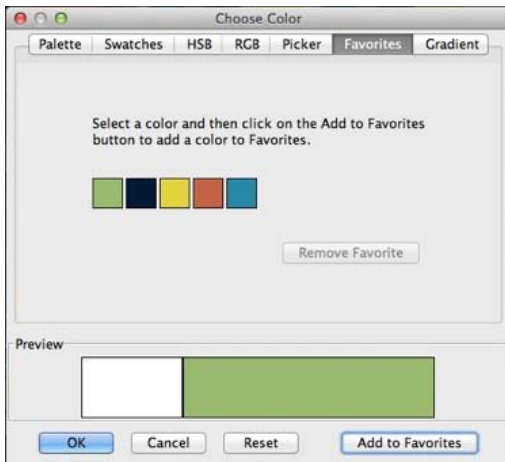 Choose Color
Palette Swatches HSB RGB Picker Favorites Gradient
Select a color and then click on the Add to Favorites
button to add a color to Favorites.
Remove Favorite
Preview
OK Cancel Reset Add to Favorites